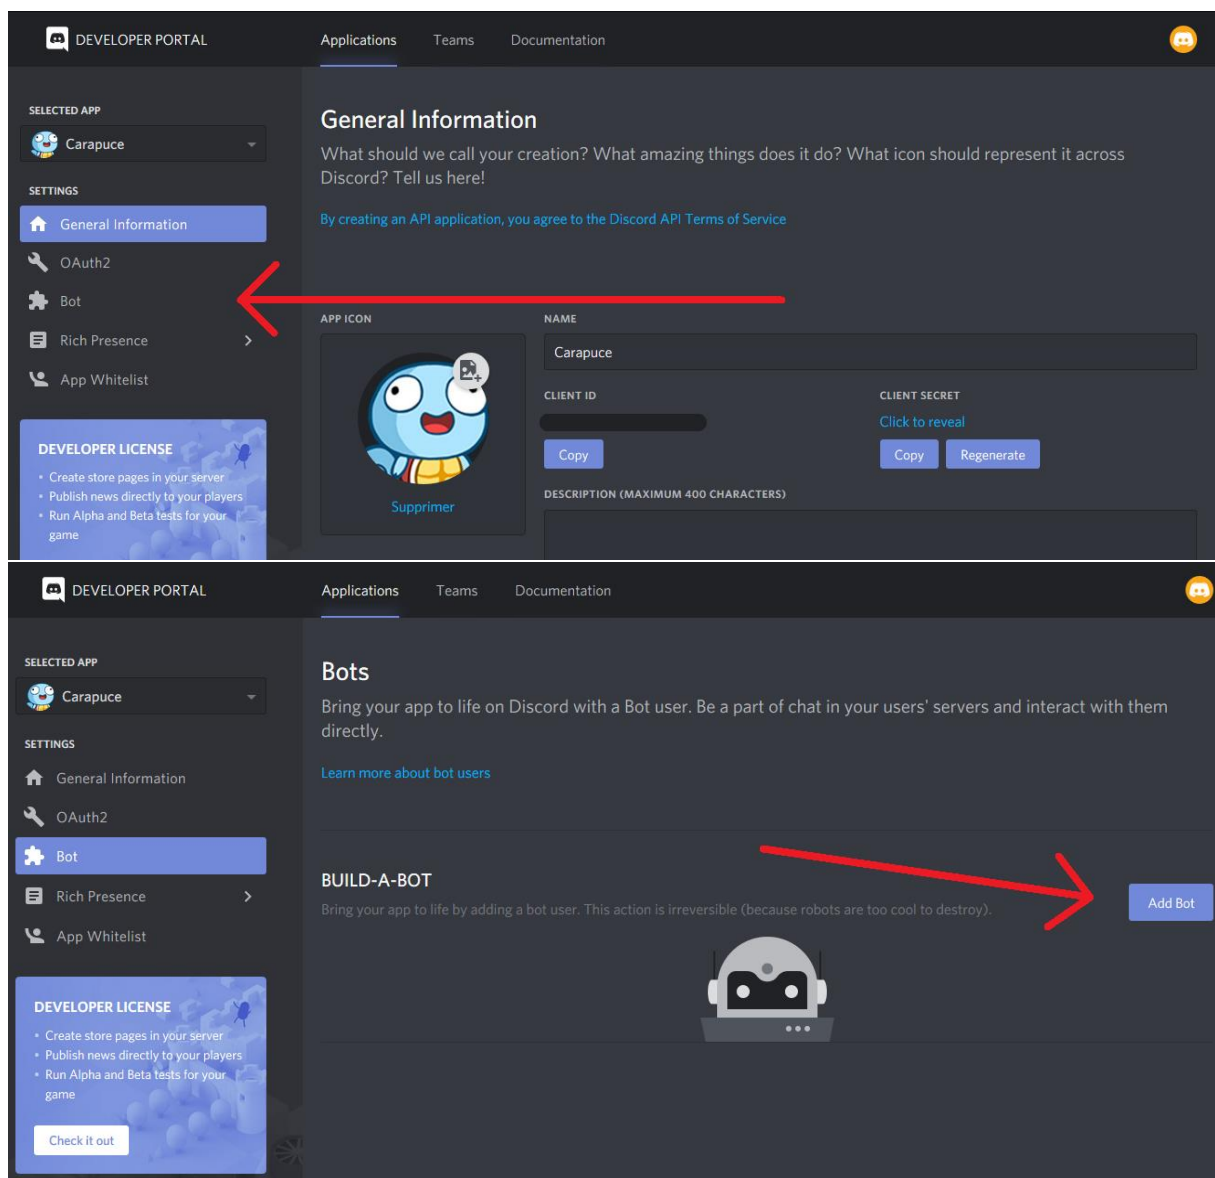 DEVELOPER PORTAL
Applications Teams Documentation
SELECTED APP
Carapuce
SETTINGS
General Information
OAuth2
Bot
Rich Presence
App Whitelist
DEVELOPER LICENSE
• Create store pages in your server
• Publish news directly to your players
• Run Alpha and Beta tests for your
game
General Information
What should we call your creation? What amazing things does it do? What icon should represent it across
Discord? Tell us here!
By creating an API application, you agree to the Discord API Terms of Service
APP ICON
Supprimer
NAME
Carapuce
CLIENT ID
Copy
CLIENT SECRET
Click to reveal
Copy Regenerate
DESCRIPTION (MAXIMUM 400 CHARACTERS)
DEVELOPER PORTAL
Applications Teams Documentation
SELECTED APP
Carapuce
SETTINGS
General Information
OAuth2
Bot
Rich Presence
App Whitelist
DEVELOPER LICENSE
• Create store pages in your server
• Publish news directly to your players
• Run Alpha and Beta tests for your
game
Check it out
Bots
Bring your app to life on Discord with a Bot user. Be a part of chat in your users' servers and interact with them
directly.
Learn more about bot users
BUILD-A-BOT
Bring your app to life by adding a bot user. This action is irreversible (because robots are too cool to destroy).
Add Bot